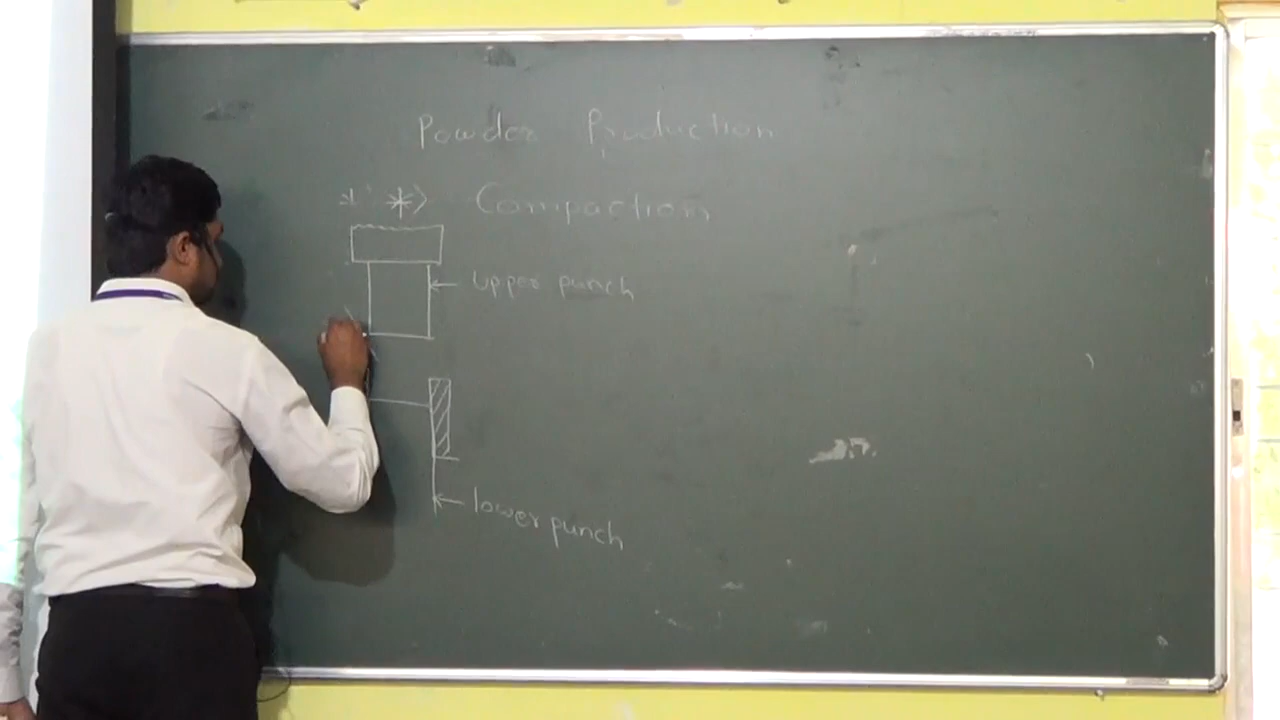 Powder Production
* * > Compaction
upper punch
lower punch